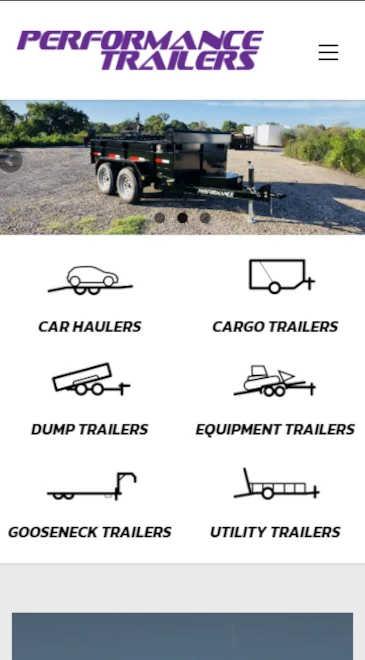 PERFORMANCE
TRAILERS
PERFORMANCE
CAR HAULERS
CARGO TRAILERS
DUMP TRAILERS
EQUIPMENT TRAILERS
GOOSENECK TRAILERS
UTILITY TRAILERS